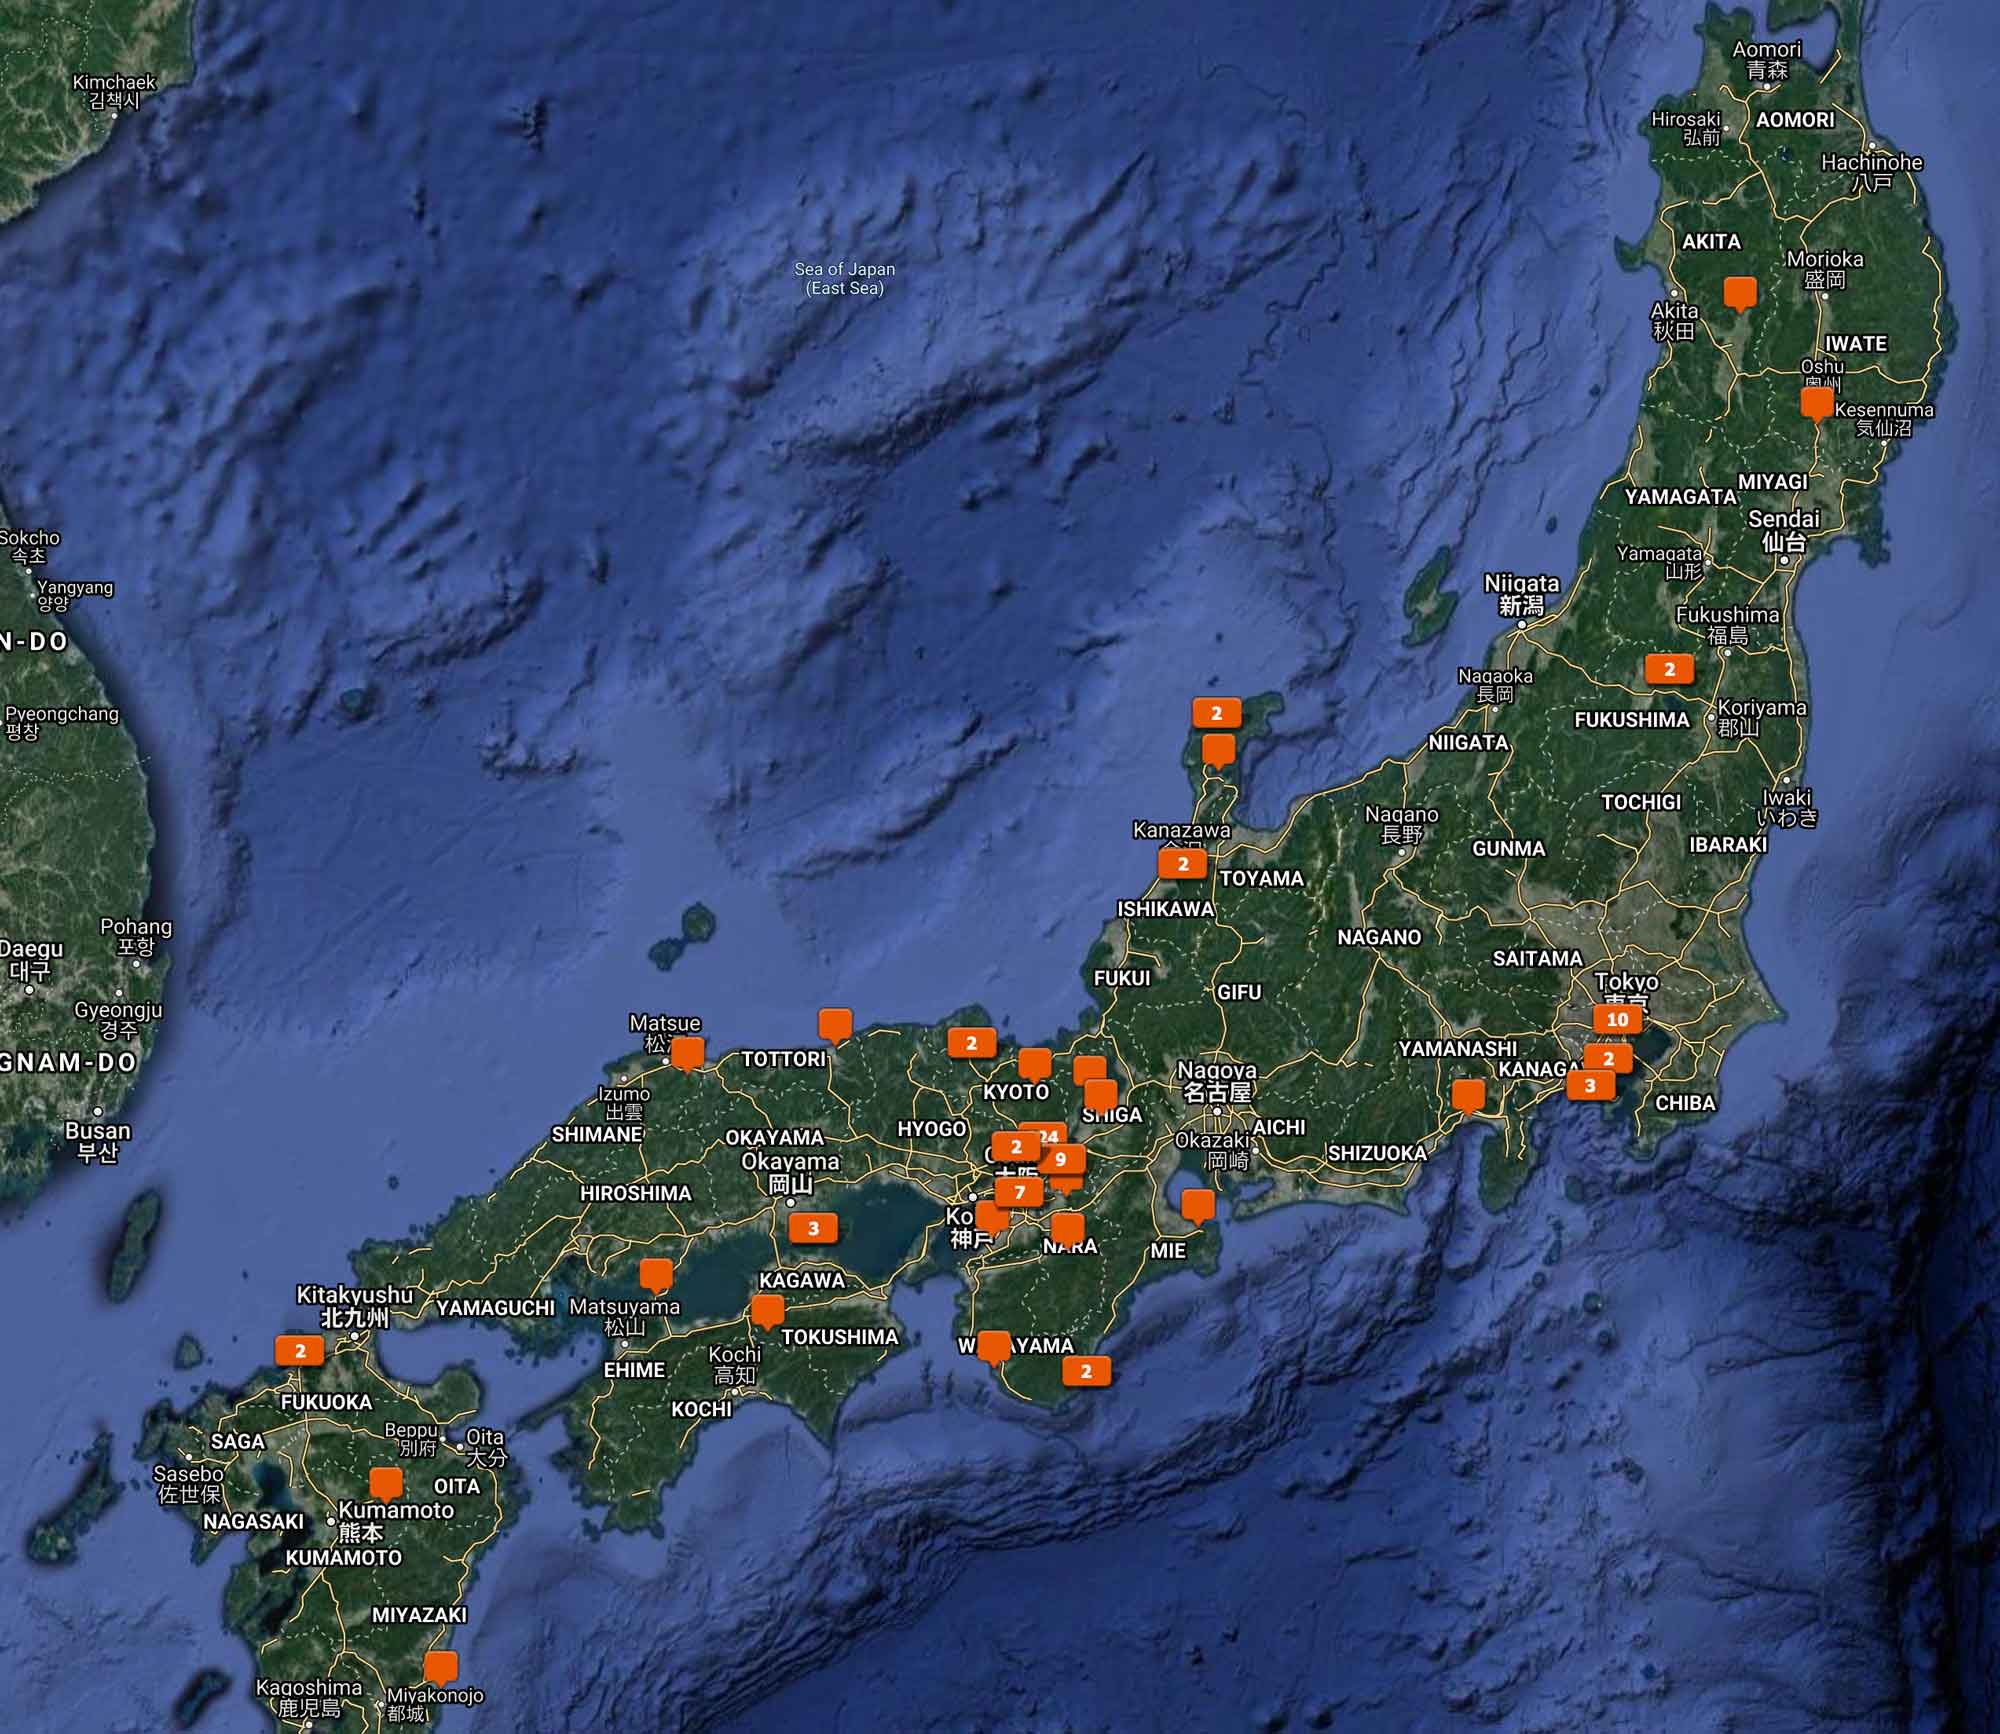 Aomori
青森
Kimchaek
김책시
Hirosaki
弘前
AOMORI
Hachinohe
八戸
AKITA
Morioka
盛岡
Sea of Japan
(East Sea)
Akita
秋田
IWATE
Oshu
奥州
Kesennuma
気仙沼
MIYAGI
YAMAGATA
Sendai
仙台
Sokcho
속초
Yamagata
山形
Yangyang
양양
Niigata
新潟
Fukushima
福島
N-DO
2
Nagaoka
長岡
Pyeongchang
평창
2
FUKUSHIMA
Koriyama
郡山
NIIGATA
TOCHIGI
Iwaki
いわき
Nagano
長野
Kanazawa
GUNMA
IBARAKI
2
TOYAMA
ISHIKAWA
Pohang
포항
NAGANO
Daegu
대구
SAITAMA
FUKUI
GIFU
Tokyo
東京
Gyeongju
경주
10
Matsue
2
TOTTORI
YAMANASHI
2
GNAM-DO
KANAGA
Nagoya
名古屋
3
KYOTO
Izumo
出雲
SHIGA
CHIBA
Busan
부산
SHIMANE
OKAYAMA
HYOGO
24
AICHI
2
Okazaki
岡崎
SHIZUOKA
9
Okayama
岡山
HIROSHIMA
7
Ko
神戸
3
NARA
MIE
KAGAWA
Kitakyushu
北九州
YAMAGUCHI
Matsuyama
松山
TOKUSHIMA
W
AYAMA
2
Kochi
高知
EHIME
2
FUKUOKA
KOCHI
Beppu
別府
Oita
大分
SAGA
Sasebo
佐世保
OITA
Kumamoto
熊本
NAGASAKI
KUMAMOTO
MIYAZAKI
Kagoshima
鹿児島
Miyakonojo
都城